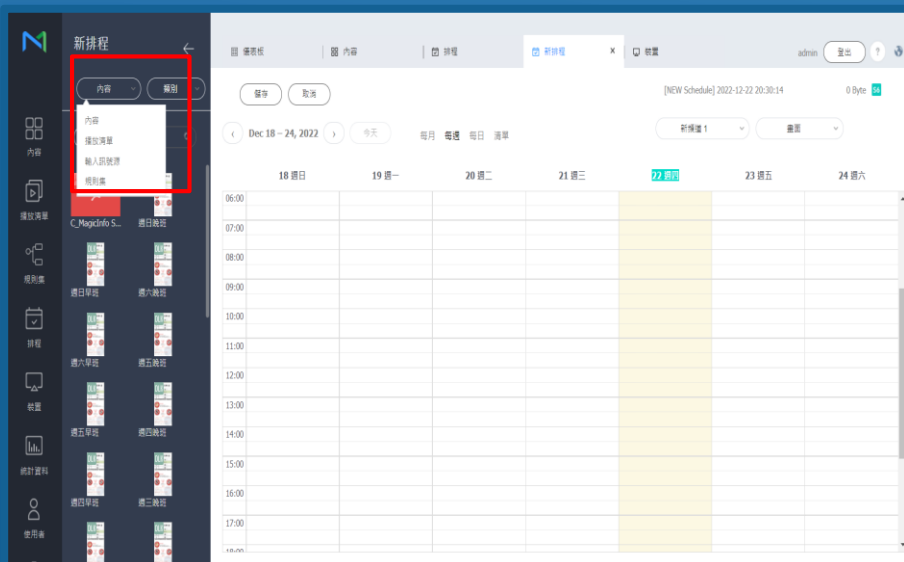 新排程
內容
類別
內容
播放清單
輸入訊號源
規則集
C_MagicInfo S...
週日晚班
週日早班
週六晚班
週六早班
週五晚班
週五早班
週四晚班
週四早班
週三晚班
內容
播放清單
規則集
排程
裝置
統計資料
使用者
儀表板
內容
排程
新排程
x
裝置
admin
登出
?
儲存
取消
[NEW Schedule] 2022-12-22 20:30:14
0 Byte
56
Dec 18 – 24, 2022
今天
每月 每週 每日 清單
新頻道 1
畫面
18 週日 19 週一 20 週二 21 週三 22 週四 23 週五 24 週六
06:00
07:00
08:00
09:00
10:00
11:00
12:00
13:00
14:00
15:00
16:00
17:00
18:00